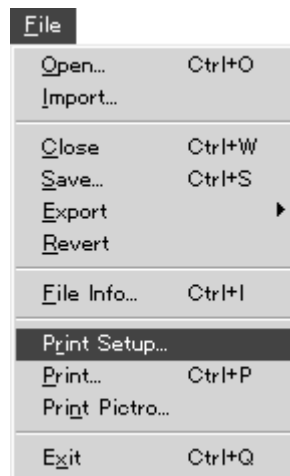 File
Open... Ctrl+O
Import...
Close Ctrl+W
Save... Ctrl+S
Export
Revert
File Info... Ctrl+I
Print Setup...
Print... Ctrl+P
Print Pictro...
Exit Ctrl+Q